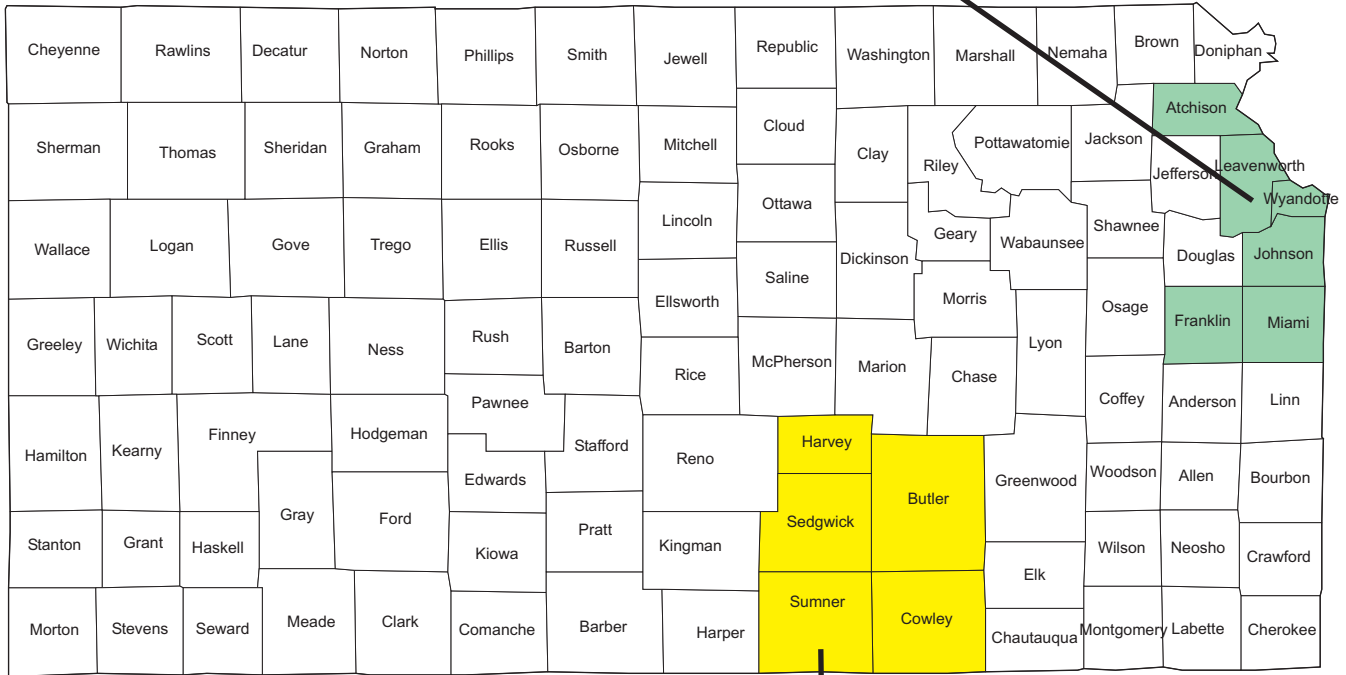 Cheyenne
Rawlins
Decatur
Norton
Phillips
Smith
Jewell
Republic
Washington
Marshall
Nemaha
Brown
Doniphan
Atchison
Sherman
Thomas
Sheridan
Graham
Rooks
Osborne
Mitchell
Cloud
Clay
Riley
Pottawatomie
Jackson
Jefferson
Leavenworth
Wyandotte
Wallace
Logan
Gove
Trego
Ellis
Russell
Lincoln
Ottawa
Dickinson
Geary
Wabaunsee
Shawnee
Douglas
Johnson
Ellsworth
Saline
Morris
Osage
Franklin
Miami
Greeley
Wichita
Scott
Lane
Ness
Rush
Barton
Rice
McPherson
Marion
Chase
Lyon
Coffey
Anderson
Linn
Hamilton
Kearny
Finney
Hodgeman
Pawnee
Stafford
Edwards
Reno
Harvey
Butler
Greenwood
Woodson
Allen
Bourbon
Stanton
Grant
Haskell
Gray
Ford
Kiowa
Pratt
Kingman
Sedgwick
Elk
Wilson
Neosho
Crawford
Morton
Stevens
Seward
Meade
Clark
Comanche
Barber
Harper
Sumner
Cowley
Chautauqua
Montgomery
Labette
Cherokee